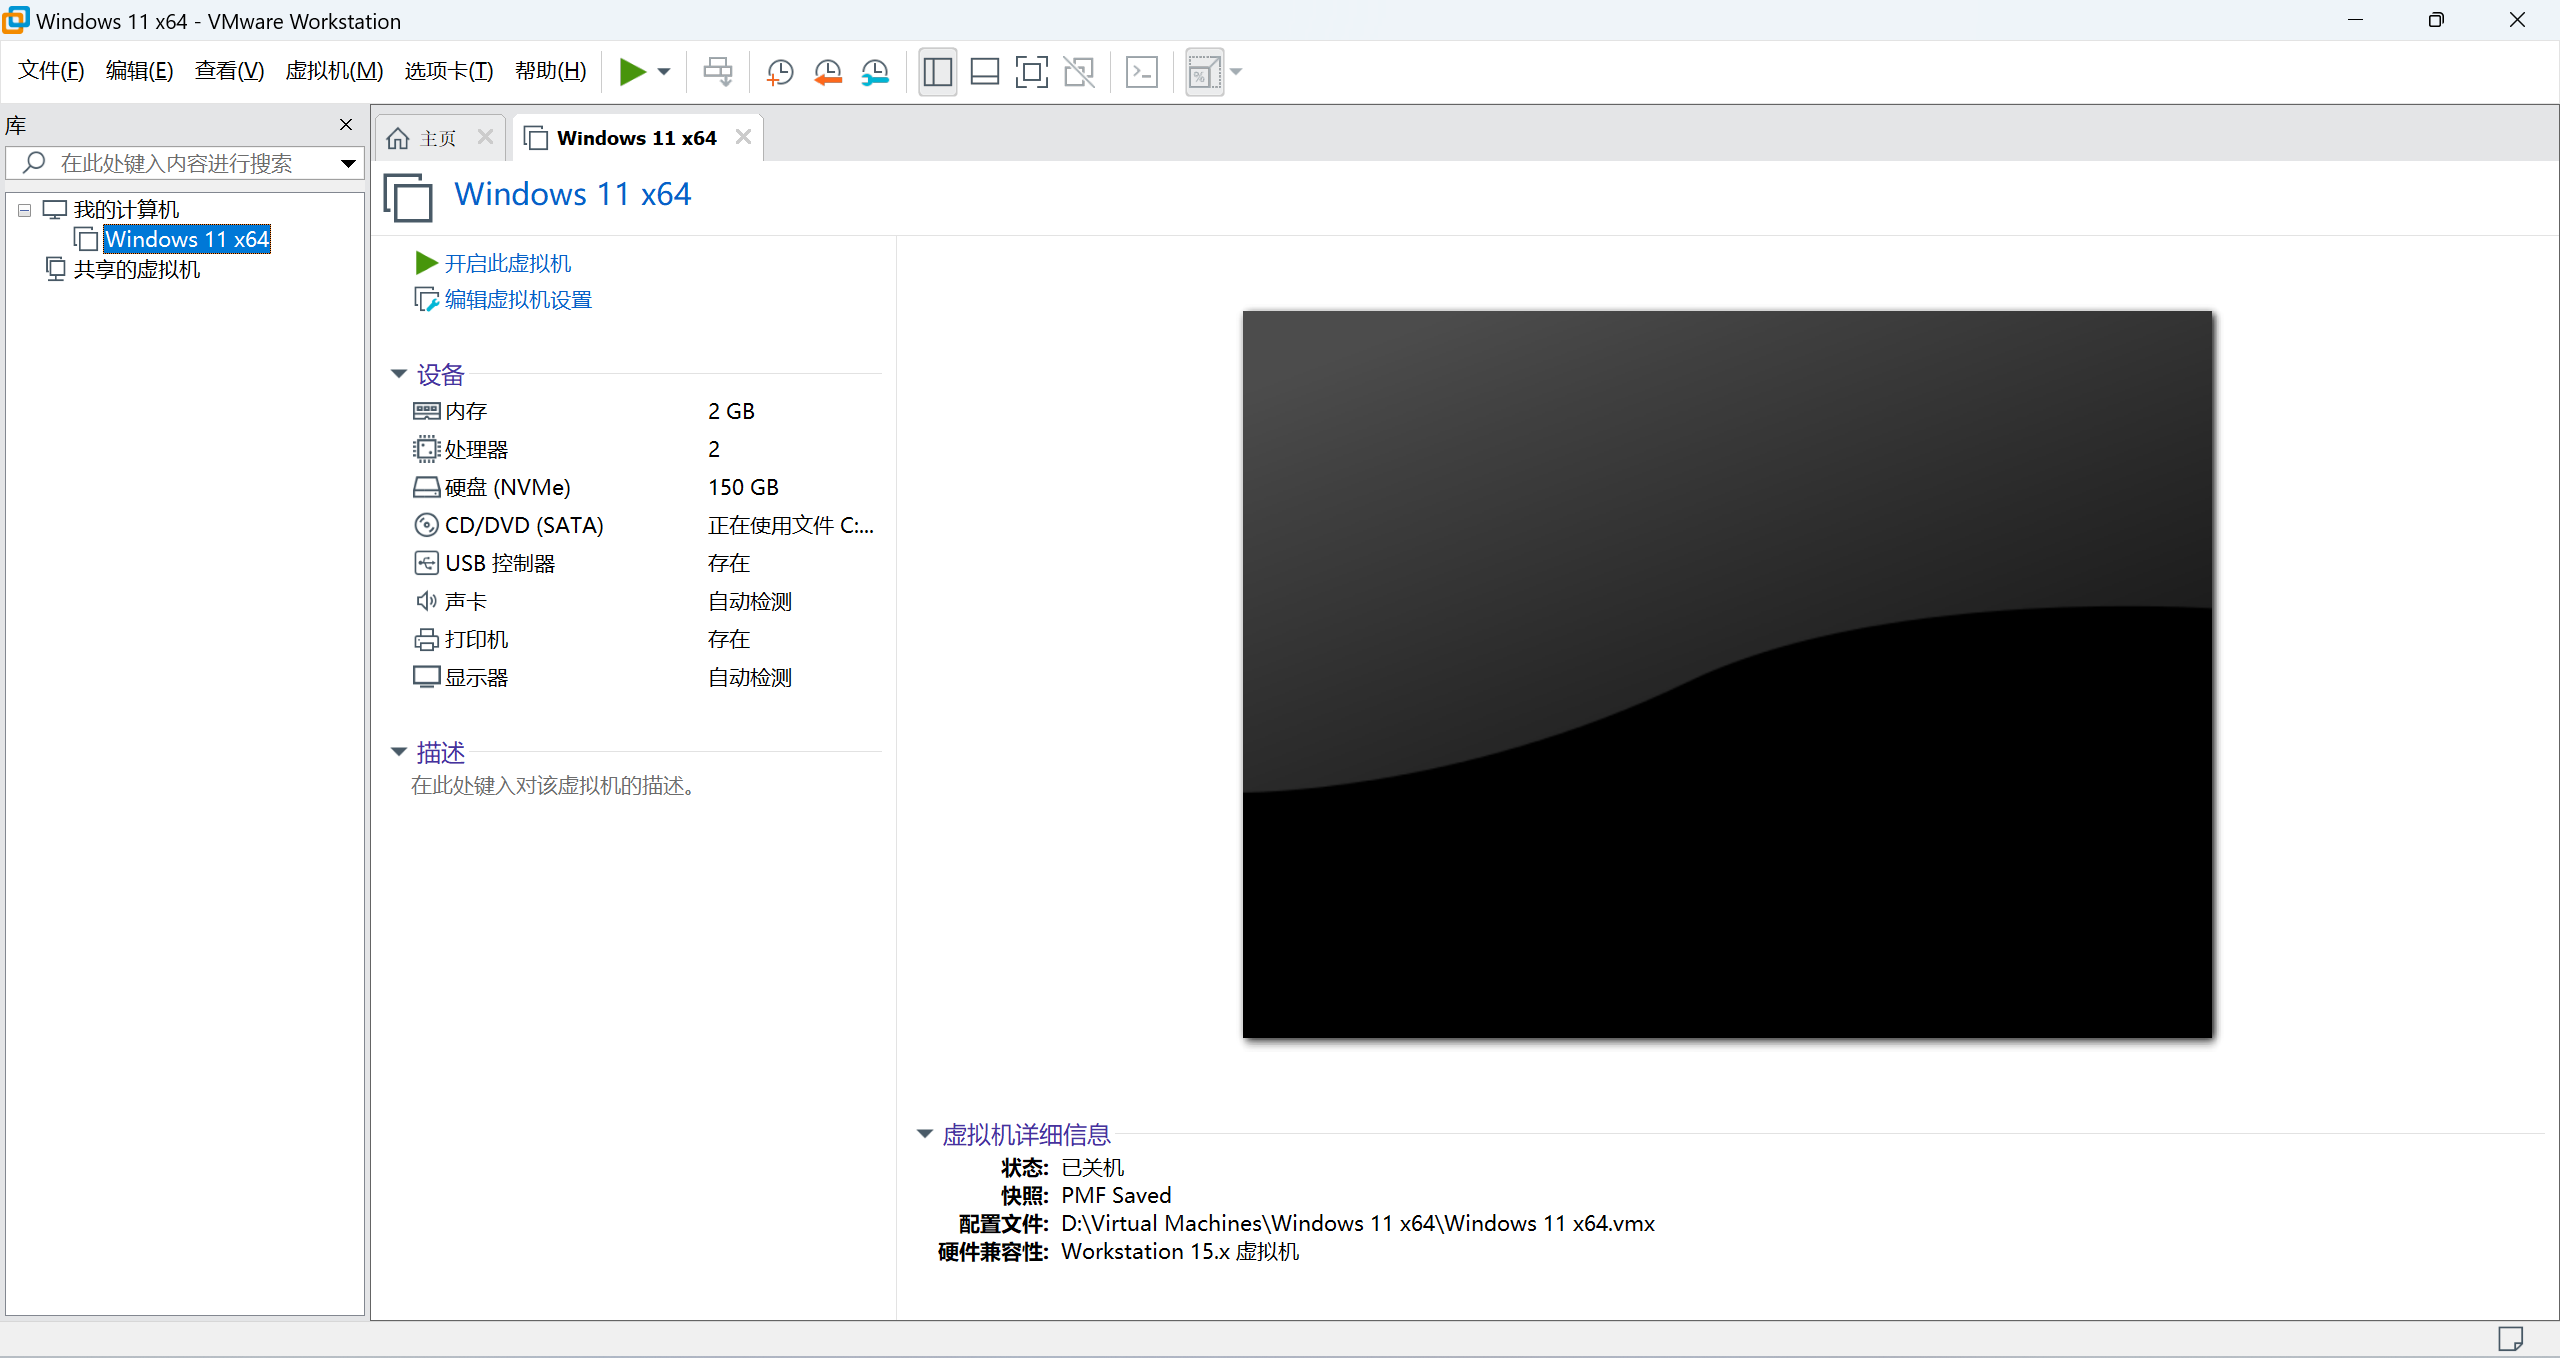 Windows 11 x64 - VMware Workstation
文件(F) 编辑(E) 查看(V) 虚拟机(M) 选项卡(T) 帮助(H)
库
在此处键入内容进行搜索
我的计算机
Windows 11 x64
共享的虚拟机
主页 Windows 11 x64
Windows 11 x64
开启此虚拟机
编辑虚拟机设置
设备
内存 2 GB
处理器 2
硬盘 (NVMe) 150 GB
CD/DVD (SATA) 正在使用文件 C:...
USB 控制器 存在
声卡 自动检测
打印机 存在
显示器 自动检测
描述
在此处键入对该虚拟机的描述。
虚拟机详细信息
状态: 已关机
快照: PMF Saved
配置文件: D:\Virtual Machines\Windows 11 x64\Windows 11 x64.vmx
硬件兼容性: Workstation 15.x 虚拟机